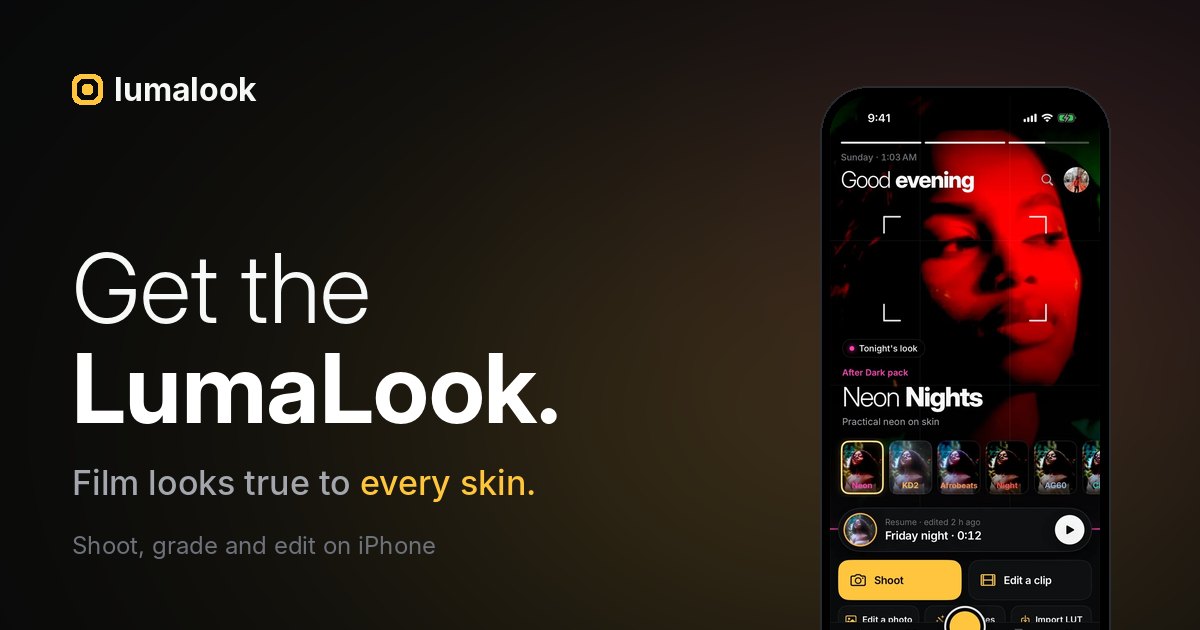 lumalook
Get the
LumaLook.
Film looks true to every skin.
Shoot, grade and edit on iPhone
9:41
Sunday · 1:03 AM
Good evening
Tonight's look
After Dark pack
Neon Nights
Practical neon on skin
Neon KD2 Afrobeats Night AG60
Resume · edited 2 h ago
Friday night · 0:12
Shoot
Edit a clip
Edit a photo
Import LUT